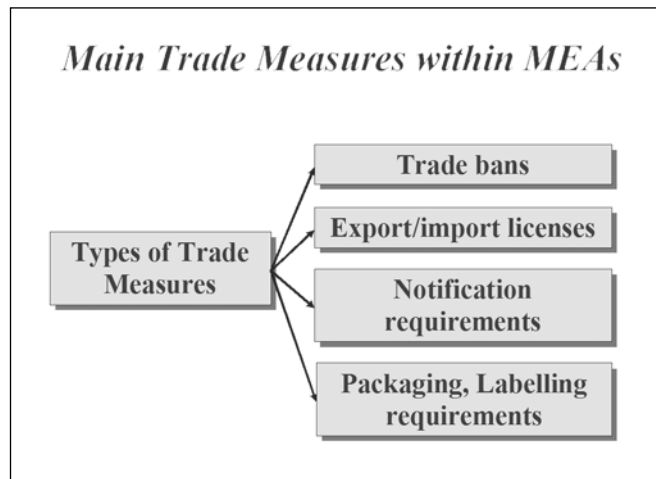 Main Trade Measures within MEAs
Types of Trade
Measures
Trade bans
Export/import licenses
Notification
requirements
Packaging, Labelling
requirements